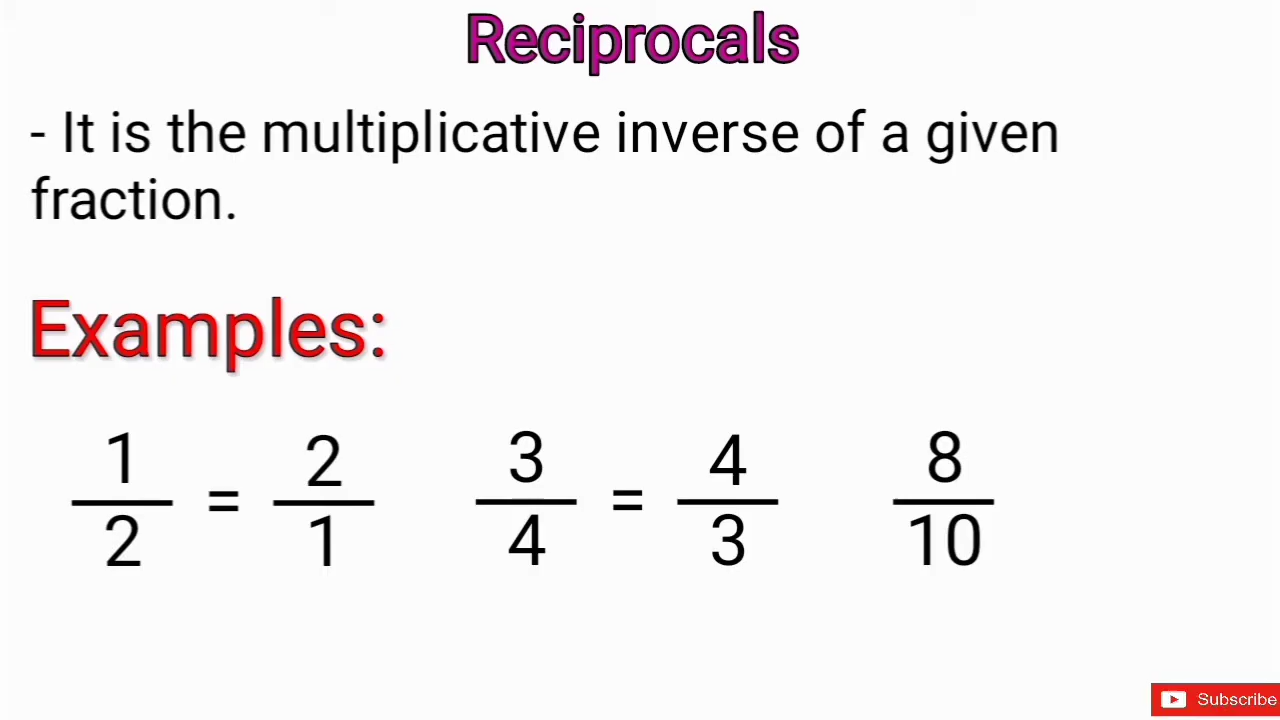 Reciprocals
- It is the multiplicative inverse of a given
fraction.
Examples:
1/2 = 2/1 3/4 = 4/3 8/10
Subscribe